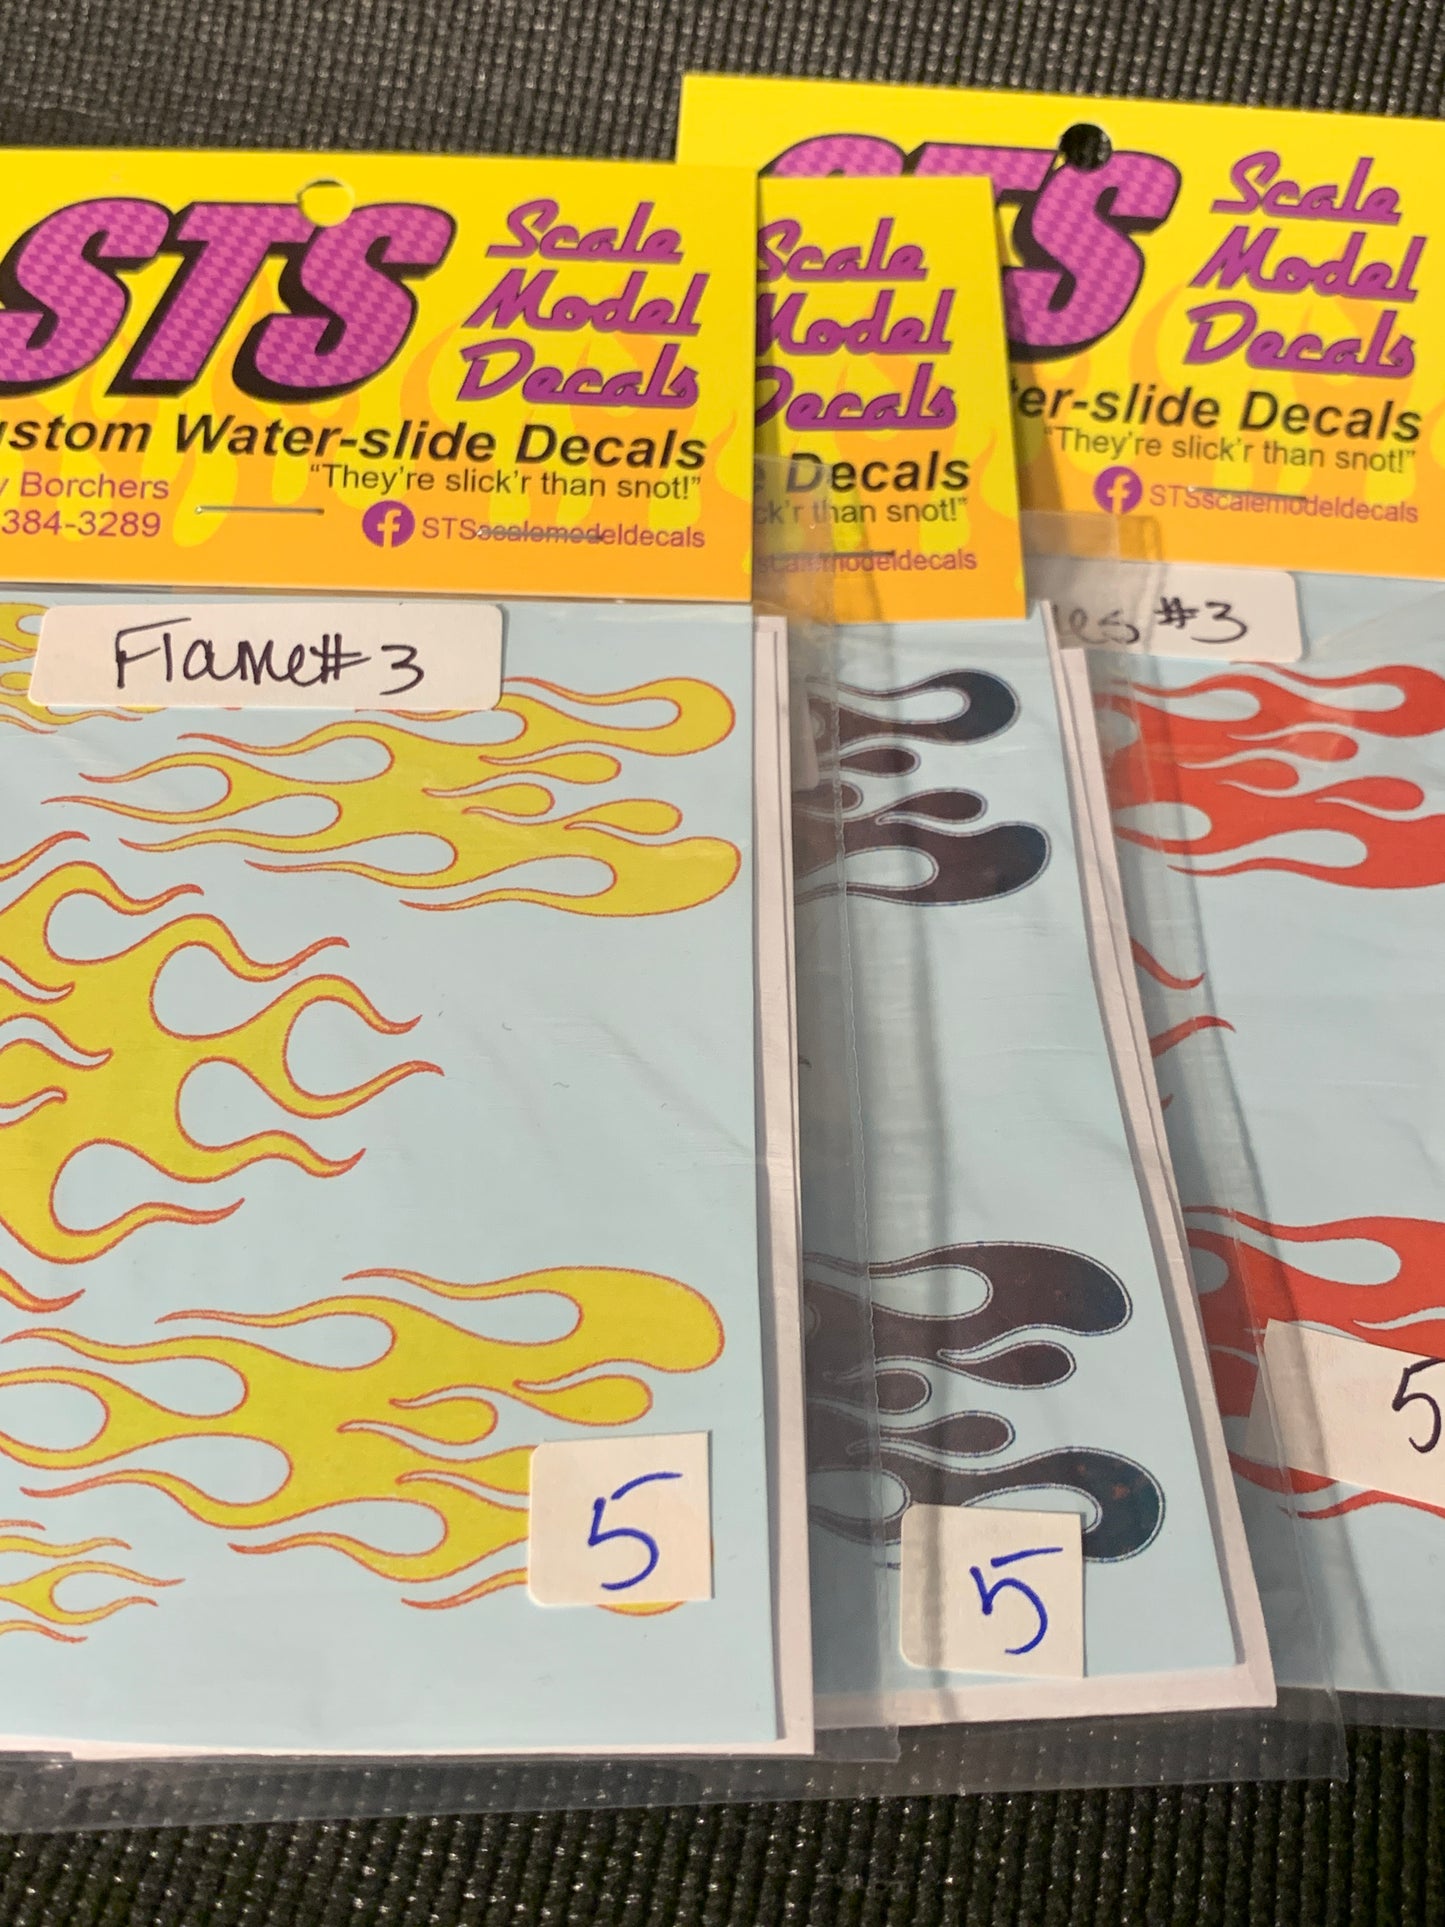 STS
Scale
Model
Decals
Water-slide Decals
"They're slick'r than snot!"
Borchers
384-3289
STSscalemodeldecals
Flame#3
5
Scale
Model
Decals
Decals
than snot!"
5
STS
Scale
Model
Decals
er-slide Decals
"They're slick'r than snot!"
STSscalemodeldecals
#3
5